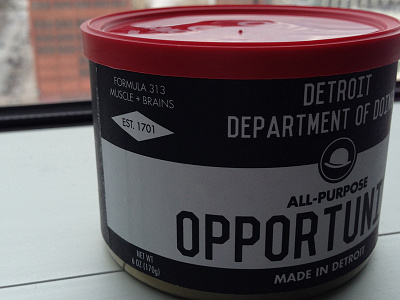 FORMULA 313
MUSCLE + BRAINS
EST. 1701
DETROIT
DEPARTMENT OF DOIN
ALL-PURPOSE
OPPORTUNI
MADE IN DETROIT
NET WT
6 OZ (170g)